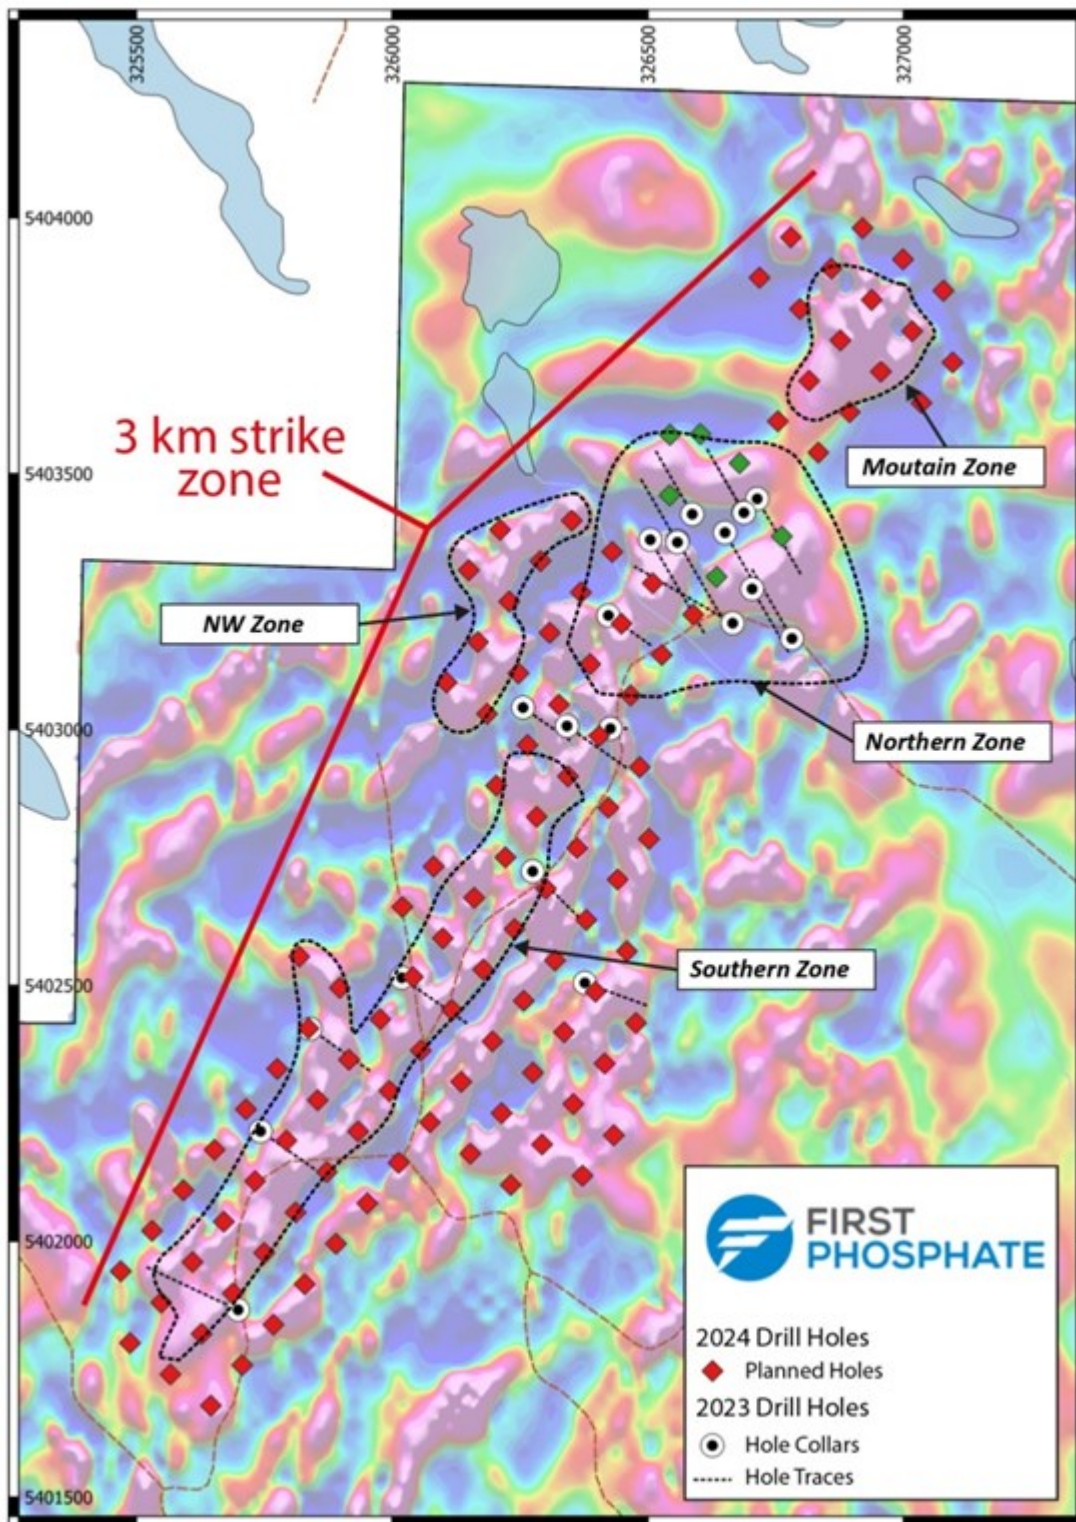 325500
326000
326500
327000
5404000
3 km strike
zone
5403500
Moutain Zone
NW Zone
5403000
Northern Zone
Southern Zone
5402500
5402000
5401500
FIRST
PHOSPHATE
2024 Drill Holes
Planned Holes
2023 Drill Holes
Hole Collars
Hole Traces